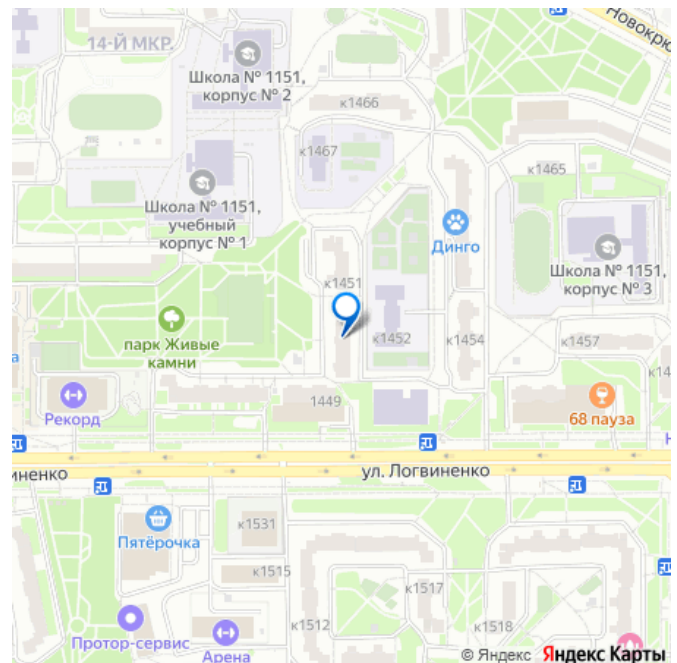 14-Й МКР.
Новокрю
Школа № 1151,
корпус № 2
к1466
к1467
к1465
Школа № 1151,
учебный
корпус № 1
Динго
Школа № 1151,
корпус № 3
к1451
парк Живые
камни
к1452
к1454
к1457
а
к14
Рекорд
1449
68 пауза
Н
ул. Логвиненко
иненко
к1531
Пятёрочка
к1515
к1517
к1512
к1518
Протор-сервис
Арена
© Яндекс Яндекс Карты